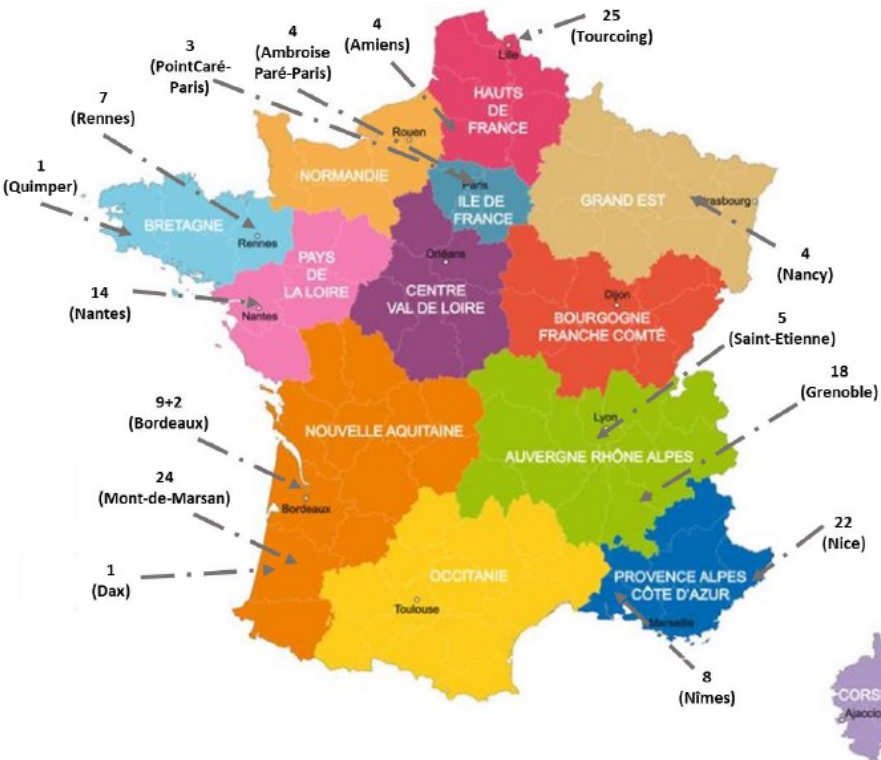 25
(Tourcoing)
4
(Amiens)
4
(Ambroise
Paré-Paris)
3
(PointCaré-
Paris)
7
(Rennes)
1
(Quimper)
14
(Nantes)
9+2
(Bordeaux)
24
(Mont-de-Marsan)
1
(Dax)
4
(Nancy)
5
(Saint-Etienne)
18
(Grenoble)
22
(Nice)
8
(Nîmes)
Lille
HAUTS
DE
FRANCE
Rouen
NORMANDIE
Paris
ILE DE
FRANCE
GRAND EST
Strasbourg
BRETAGNE
Rennes
PAYS
DE
LA LOIRE
Nantes
Orléans
CENTRE
VAL DE LOIRE
Dijon
BOURGOGNE
FRANCHE COMTÉ
NOUVELLE AQUITAINE
Bordeaux
Lyon
AUVERGNE RHÔNE ALPES
OCCITANIE
Toulouse
PROVENCE ALPES
CÔTE D'AZUR
Marseille
CORS
Ajaccio